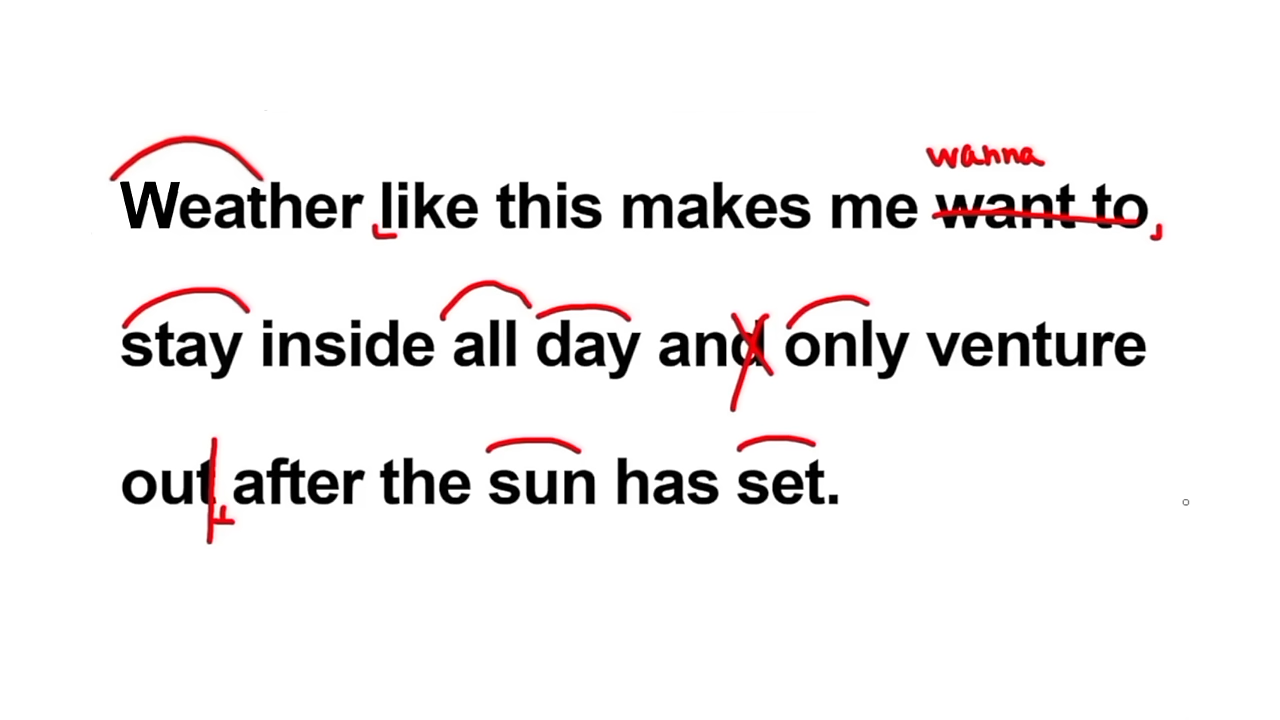 wanna
Weather like this makes me want to
stay inside all day and only venture
out after the sun has set.